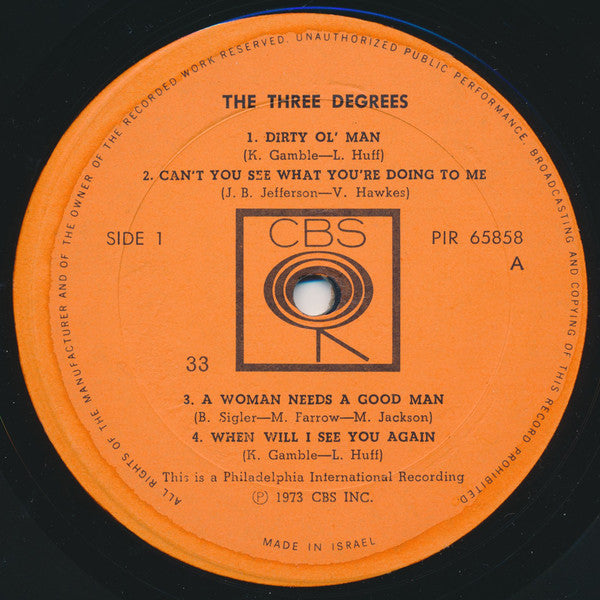 ALL RIGHTS OF THE MANUFACTURER AND OF THE OWNER OF THE RECORDED WORK RESERVED. UNAUTHORIZED PUBLIC PERFORMANCE, BROADCASTING AND COPYING OF THIS RECORD PROHIBITED.
THE THREE DEGREES
1. DIRTY OL' MAN
(K. Gamble—L. Huff)
2. CAN'T YOU SEE WHAT YOU'RE DOING TO ME
(J. B. Jefferson—V. Hawkes)
CBS
SIDE 1
PIR 65858
A
33
3. A WOMAN NEEDS A GOOD MAN
(B. Sigler—M. Farrow—M. Jackson)
4. WHEN WILL I SEE YOU AGAIN
(K. Gamble—L. Huff)
This is a Philadelphia International Recording
Ⓟ 1973 CBS INC.
MADE IN ISRAEL